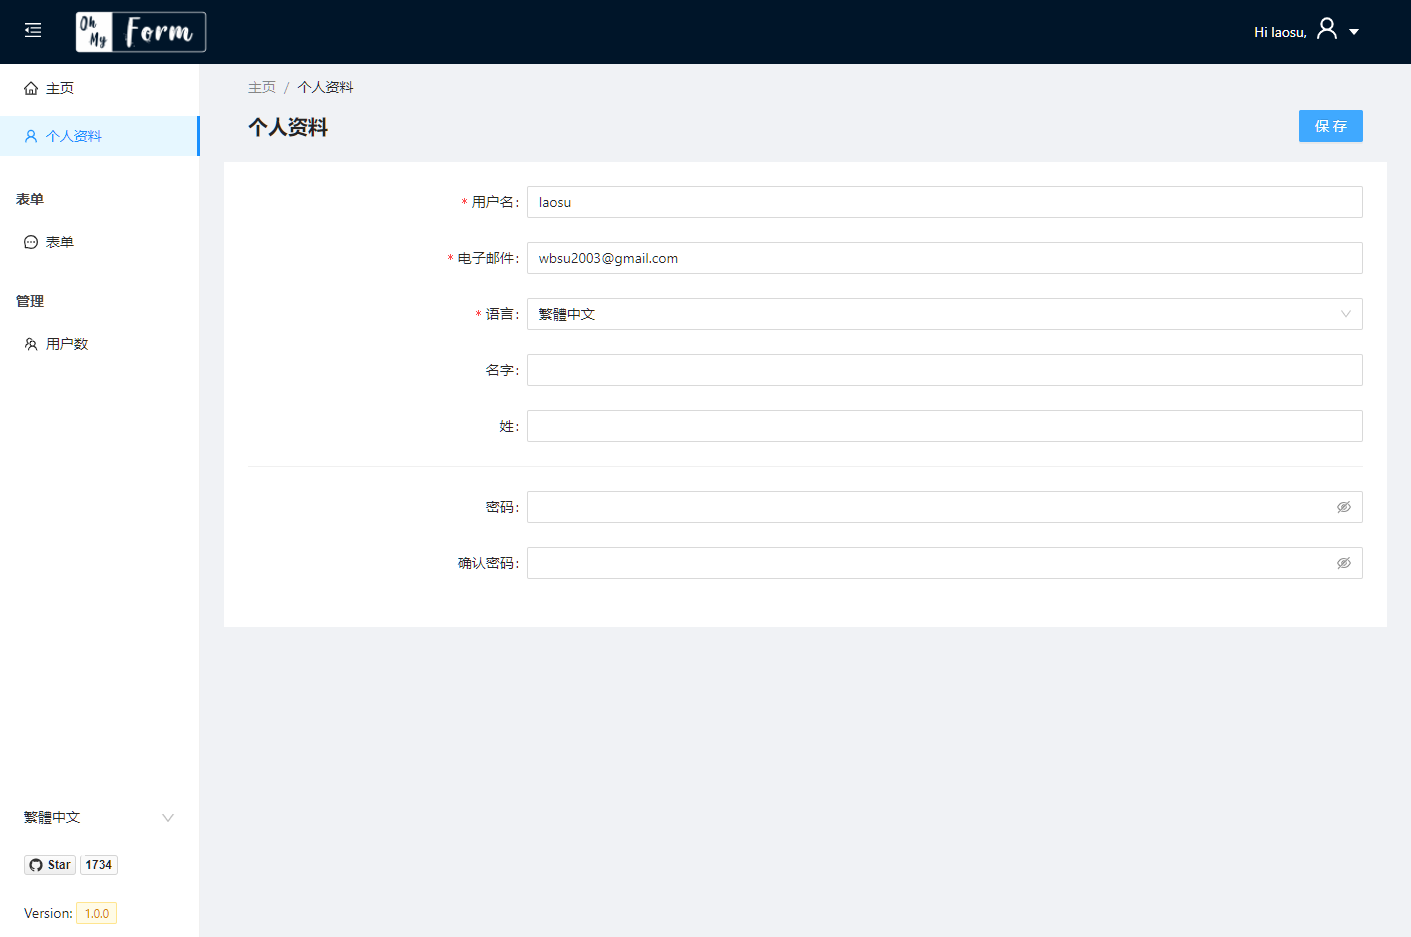 Oh My Form
Hi laosu,
主页
个人资料
表单
表单
管理
用户数
繁體中文
Star 1734
Version: 1.0.0
主页 / 个人资料
个人资料
保存
* 用户名: laosu
* 电子邮件: wbsu2003@gmail.com
* 语言: 繁體中文
名字:
姓:
密码:
确认密码: